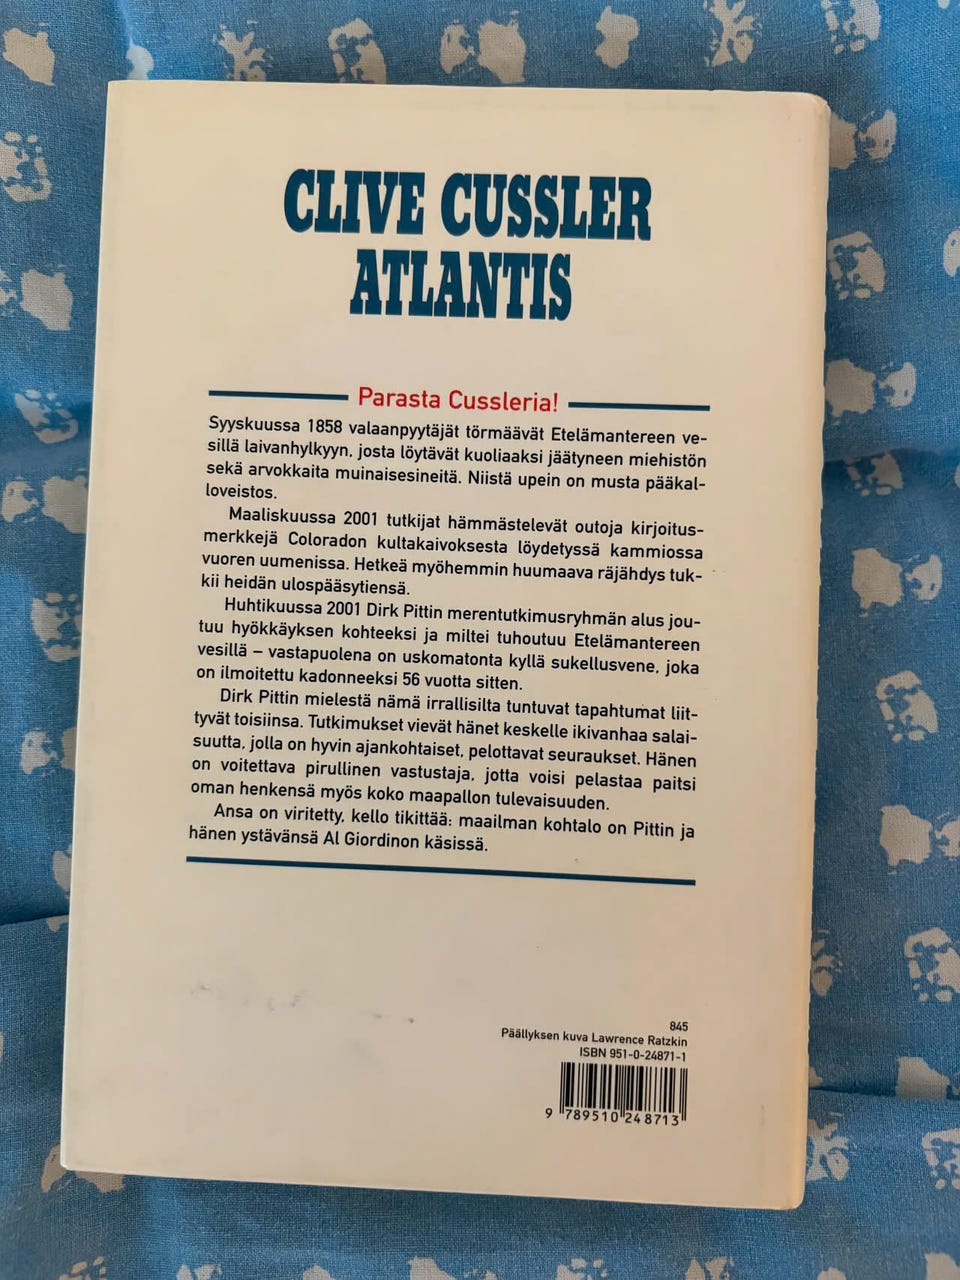 CLIVE CUSSLER
ATLANTIS
Parasta Cussleria!
Syyskuussa 1858 valaanpyytäjät törmäävät Etelämantereen ve-
sillä laivanhylkyyn, josta löytävät kuoliaaksi jäätyneen miehistön
sekä arvokkaita muinaisesineitä. Niistä upein on musta pääkal-
loveistos.
Maaliskuussa 2001 tutkijat hämmästelevät outoja kirjoitus-
merkkejä Coloradon kultakaivoksesta löydetyssä kammiossa
vuoren uumenissa. Hetkeä myöhemmin huumaava räjähdys tuk-
kii heidän ulospääsytiensä.
Huhtikuussa 2001 Dirk Pittin merentutkimusryhmän alus jou-
tuu hyökkäyksen kohteeksi ja miltei tuhoutuu Etelämantereen
vesillä – vastapuolena on uskomatonta kyllä sukellusvene, joka
on ilmoitettu kadonneeksi 56 vuotta sitten.
Dirk Pittin mielestä nämä irrallisilta tuntuvat tapahtumat liit-
tyvät toisiinsa. Tutkimukset vievät hänet keskelle ikivanhaa salai-
suutta, jolla on hyvin ajankohtaiset, pelottavat seuraukset. Hänen
on voitettava pirullinen vastustaja, jotta voisi pelastaa paitsi
oman henkensä myös koko maapallon tulevaisuuden.
Ansa on viritetty, kello tikittää: maailman kohtalo on Pittin ja
hänen ystävänsä Al Giordinon käsissä.
845
Päällyksen kuva Lawrence Ratzkin
ISBN 951-0-24871-1
9 789510 248713